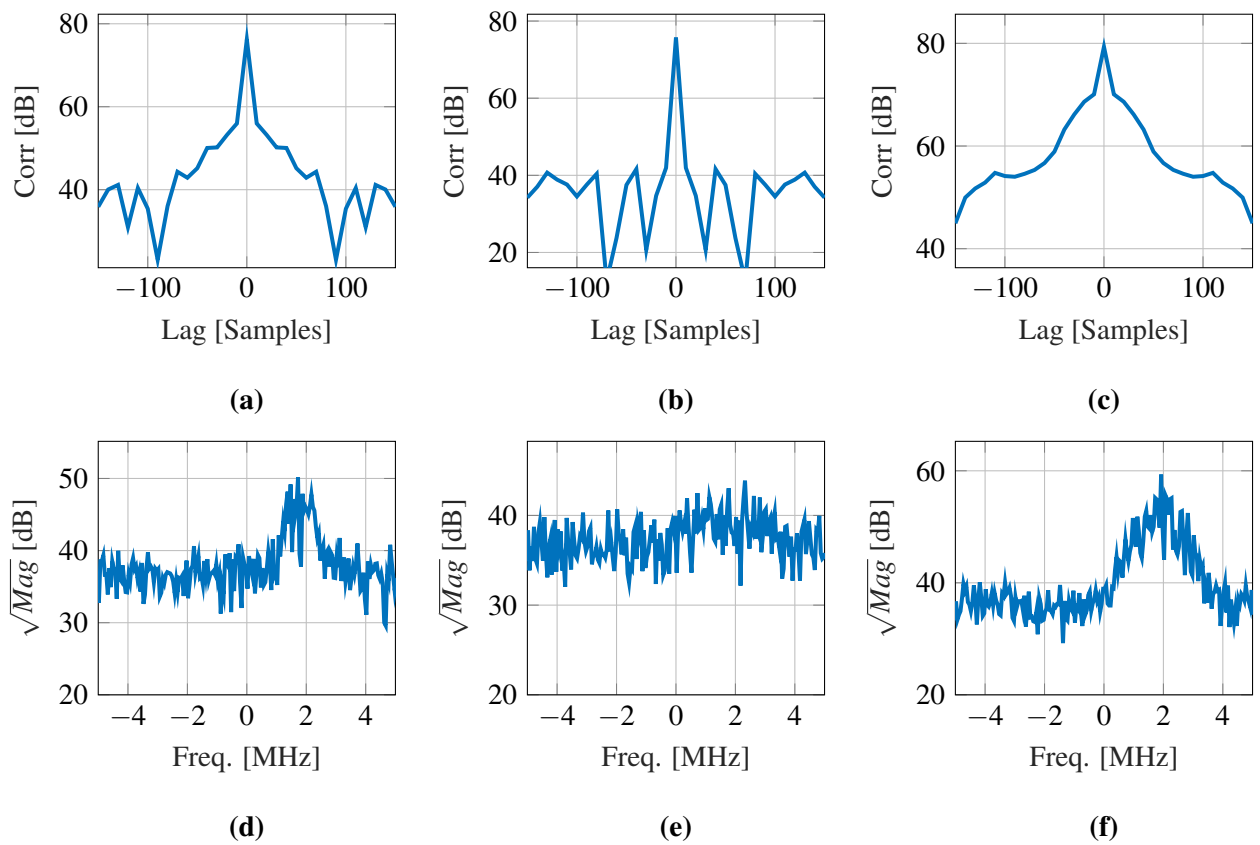 80
60
40
Corr [dB]
−100
0
100
Lag [Samples]
(a)
80
60
40
20
Corr [dB]
−100
0
100
Lag [Samples]
(b)
80
60
40
Corr [dB]
−100
0
100
Lag [Samples]
(c)
50
40
30
20
√Mag [dB]
−4
−2
0
2
4
Freq. [MHz]
(d)
40
30
20
√Mag [dB]
−4
−2
0
2
4
Freq. [MHz]
(e)
60
40
20
√Mag [dB]
−4
−2
0
2
4
Freq. [MHz]
(f)